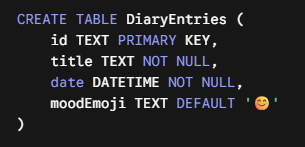 CREATE TABLE DiaryEntries (
    id TEXT PRIMARY KEY,
    title TEXT NOT NULL,
    date DATETIME NOT NULL,
    moodEmoji TEXT DEFAULT '😊'
)